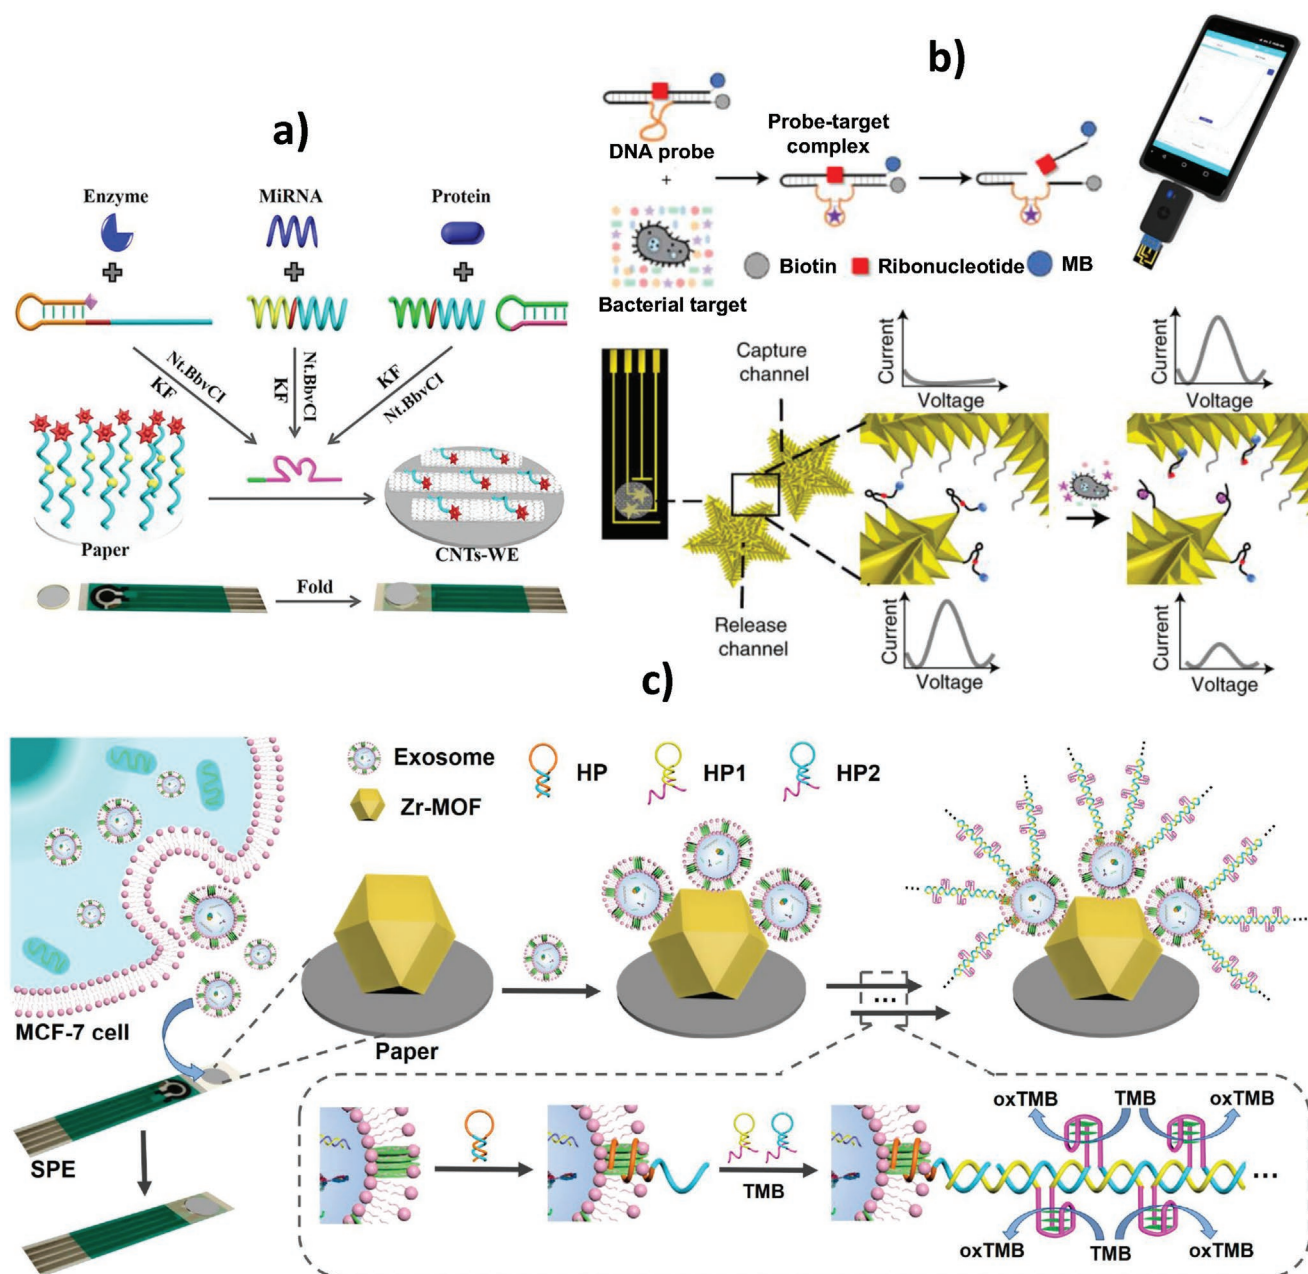 a)
Enzyme
MiRNA
Protein
Nt.BbvCI
KF
Nt.BbvCI
KF
KF
Nt.BbvCI
Paper
CNTs-WE
Fold
b)
DNA probe
+
Probe-target
complex
Bacterial target
Biotin
Ribonucleotide
MB
Capture
channel
Release
channel
Current
Voltage
Current
Voltage
Current
Voltage
Current
Voltage
c)
Exosome
HP
HP1
HP2
Zr-MOF
MCF-7 cell
Paper
...
SPE
TMB
oxTMB
TMB
oxTMB
...
oxTMB
TMB
oxTMB